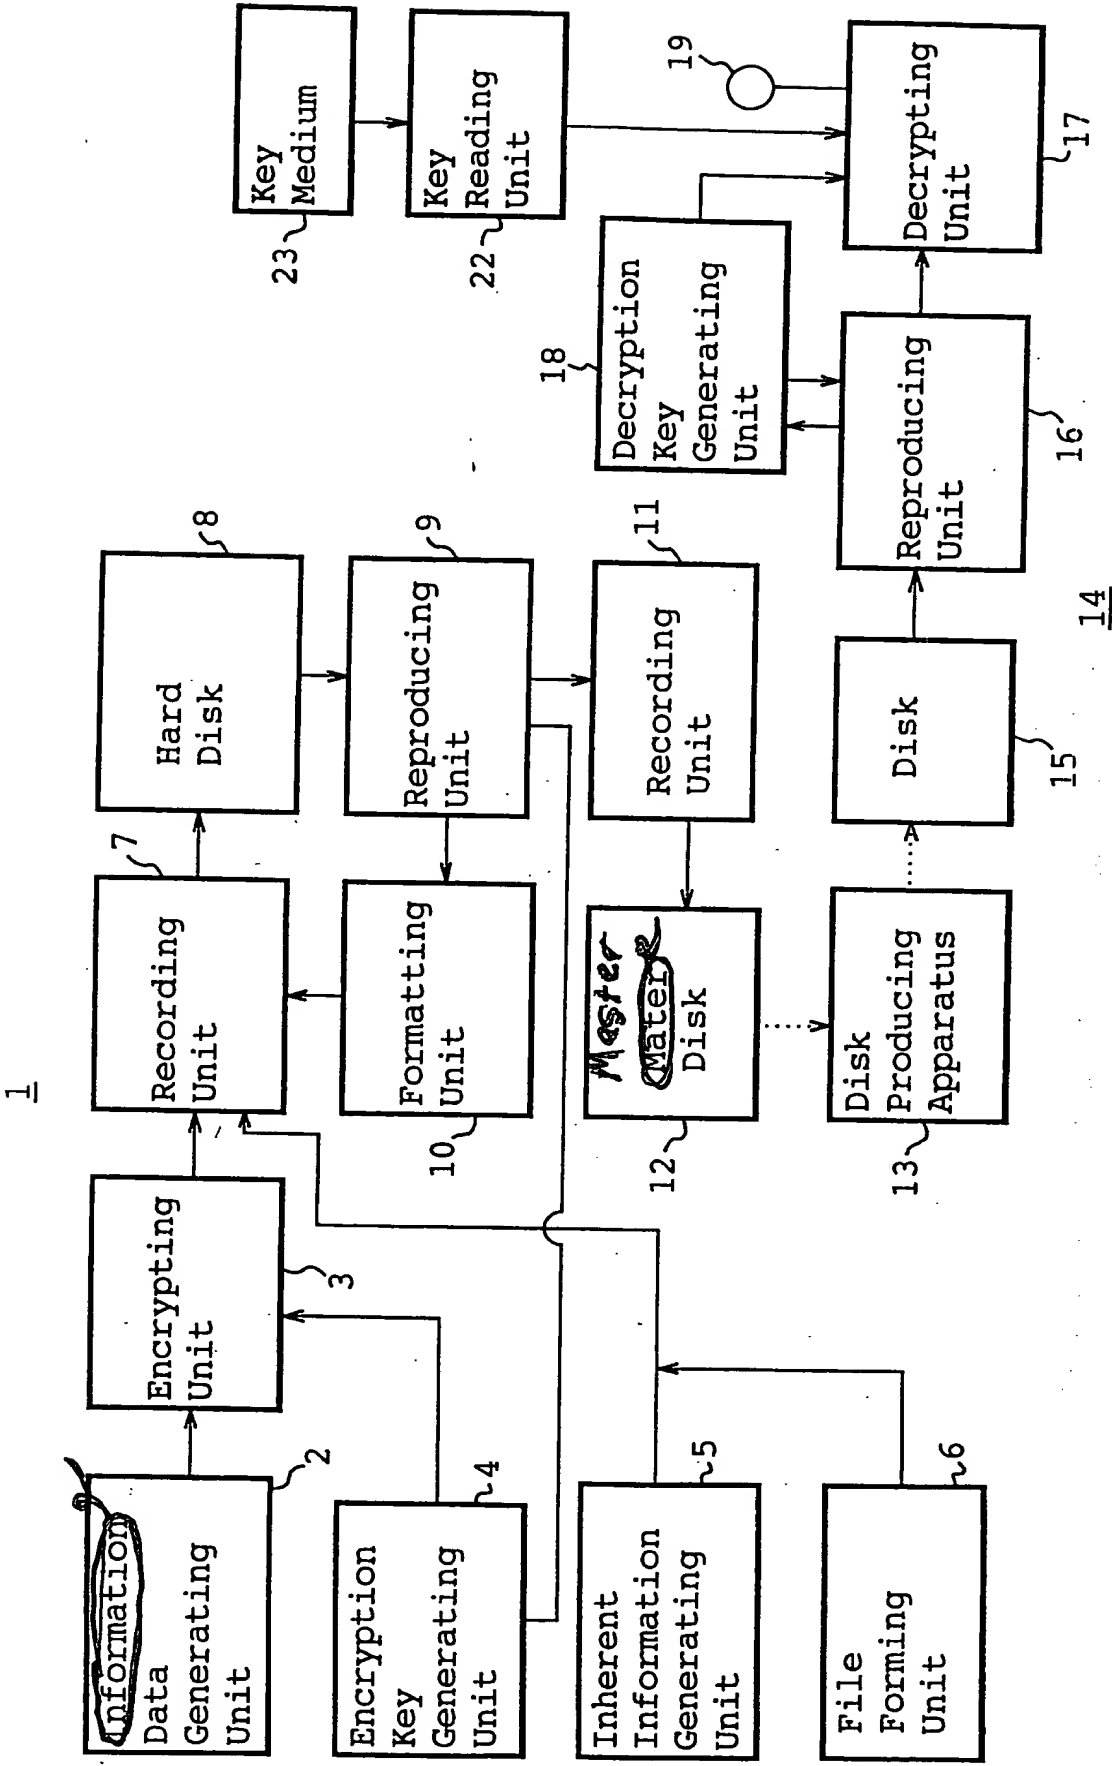 1
Information
Data
Generating
Unit
2
Encrypting
Unit
3
Recording
Unit
7
Hard
Disk
8
Encryption
Key
Generating
Unit
4
Formatting
Unit
10
Reproducing
Unit
9
Inherent
Information
Generating
Unit
5
Master
Mater
Disk
12
Recording
Unit
11
File
Forming
Unit
6
Disk
Producing
Apparatus
13
Disk
15
Reproducing
Unit
16
Decrypting
Unit
17
Decryption
Key
Generating
Unit
18
19
Key
Reading
Unit
22
Key
Medium
23
14